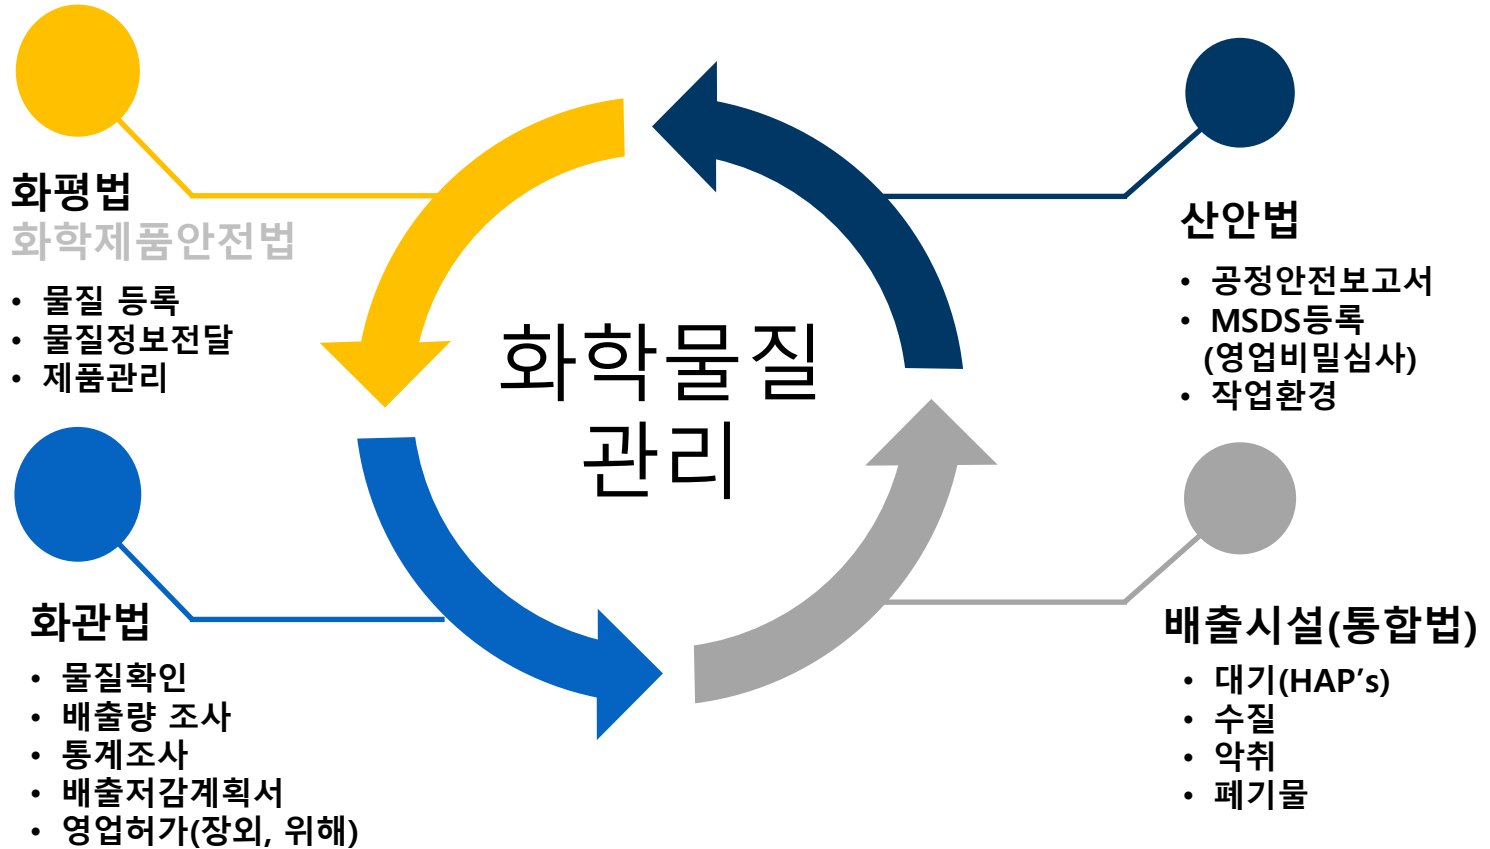 화평법
화학제품안전법
• 물질 등록
• 물질정보전달
• 제품관리
산안법
• 공정안전보고서
• MSDS등록
(영업비밀심사)
• 작업환경
화학물질
관리
화관법
• 물질확인
• 배출량 조사
• 통계조사
• 배출저감계획서
• 영업허가(장외, 위해)
배출시설(통합법)
• 대기(HAP’s)
• 수질
• 악취
• 폐기물